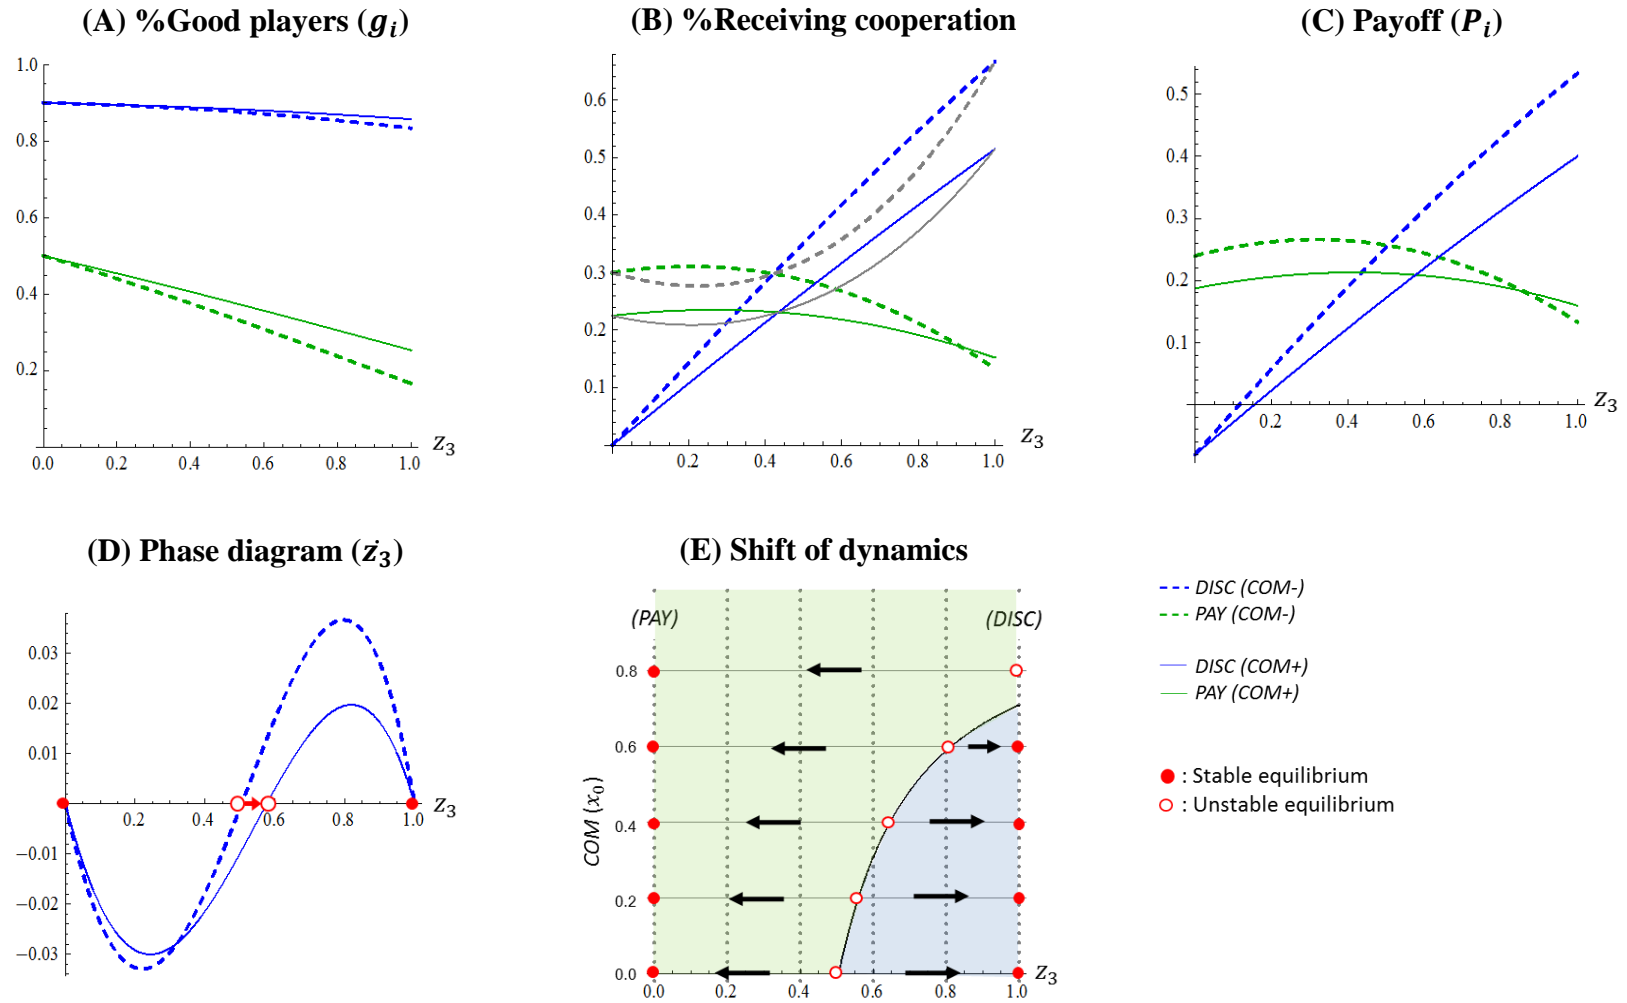 (A) %Good players (gᵢ)
1.0
0.8
0.6
0.4
0.2
0.0 0.2 0.4 0.6 0.8 1.0
z₃
(B) %Receiving cooperation
0.6
0.5
0.4
0.3
0.2
0.1
0.2 0.4 0.6 0.8 1.0
z₃
(C) Payoff (Pᵢ)
0.5
0.4
0.3
0.2
0.1
0.2 0.4 0.6 0.8 1.0
z₃
(D) Phase diagram (ż₃)
0.03
0.02
0.01
−0.01
−0.02
−0.03
0.2 0.4 0.6 0.8 1.0
z₃
(E) Shift of dynamics
(PAY) (DISC)
COM (x₀)
0.8
0.6
0.4
0.2
0.0
0.0 0.2 0.4 0.6 0.8 1.0
z₃
DISC (COM-)
PAY (COM-)
DISC (COM+)
PAY (COM+)
: Stable equilibrium
: Unstable equilibrium